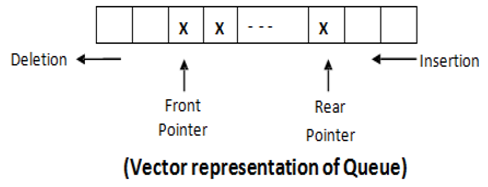 X X - - - X
Deletion
Insertion
Front
Pointer
Rear
Pointer
(Vector representation of Queue)